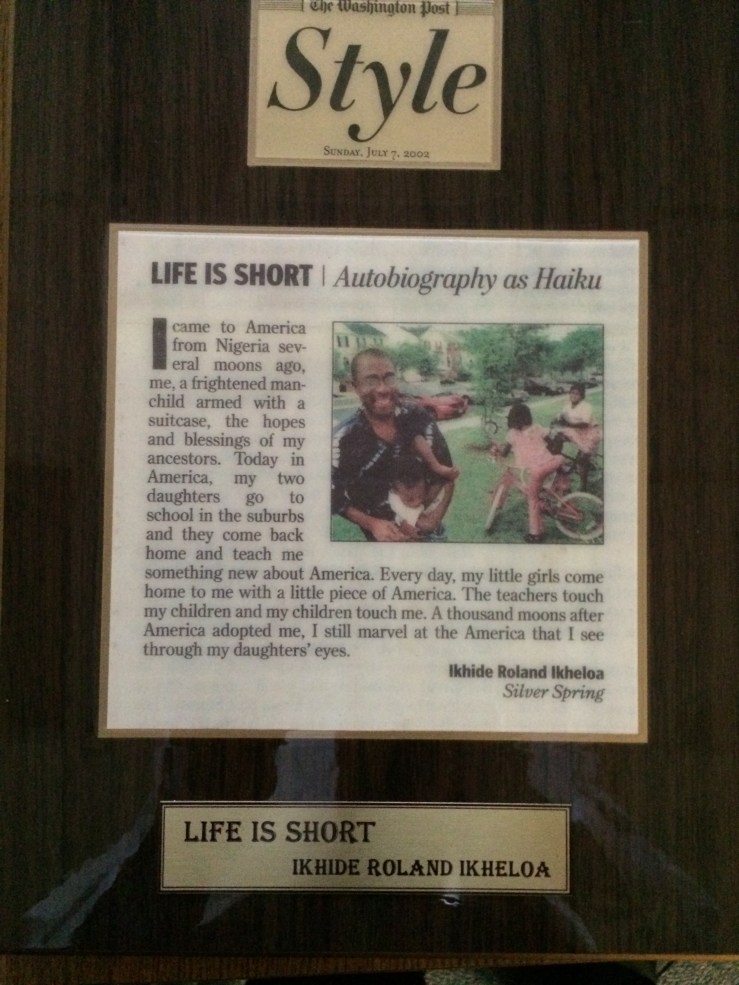 The Washington Post
Style
SUNDAY, JULY 7, 2002
LIFE IS SHORT | Autobiography as Haiku
I came to America
from Nigeria sev-
eral moons ago,
me, a frightened man-
child armed with a
suitcase, the hopes
and blessings of my
ancestors. Today in
America, my two
daughters go to
school in the suburbs
and they come back
home and teach me
something new about America. Every day, my little girls come
home to me with a little piece of America. The teachers touch
my children and my children touch me. A thousand moons after
America adopted me, I still marvel at the America that I see
through my daughters' eyes.
Ikhide Roland Ikheloa
Silver Spring
LIFE IS SHORT
IKHIDE ROLAND IKHELOA